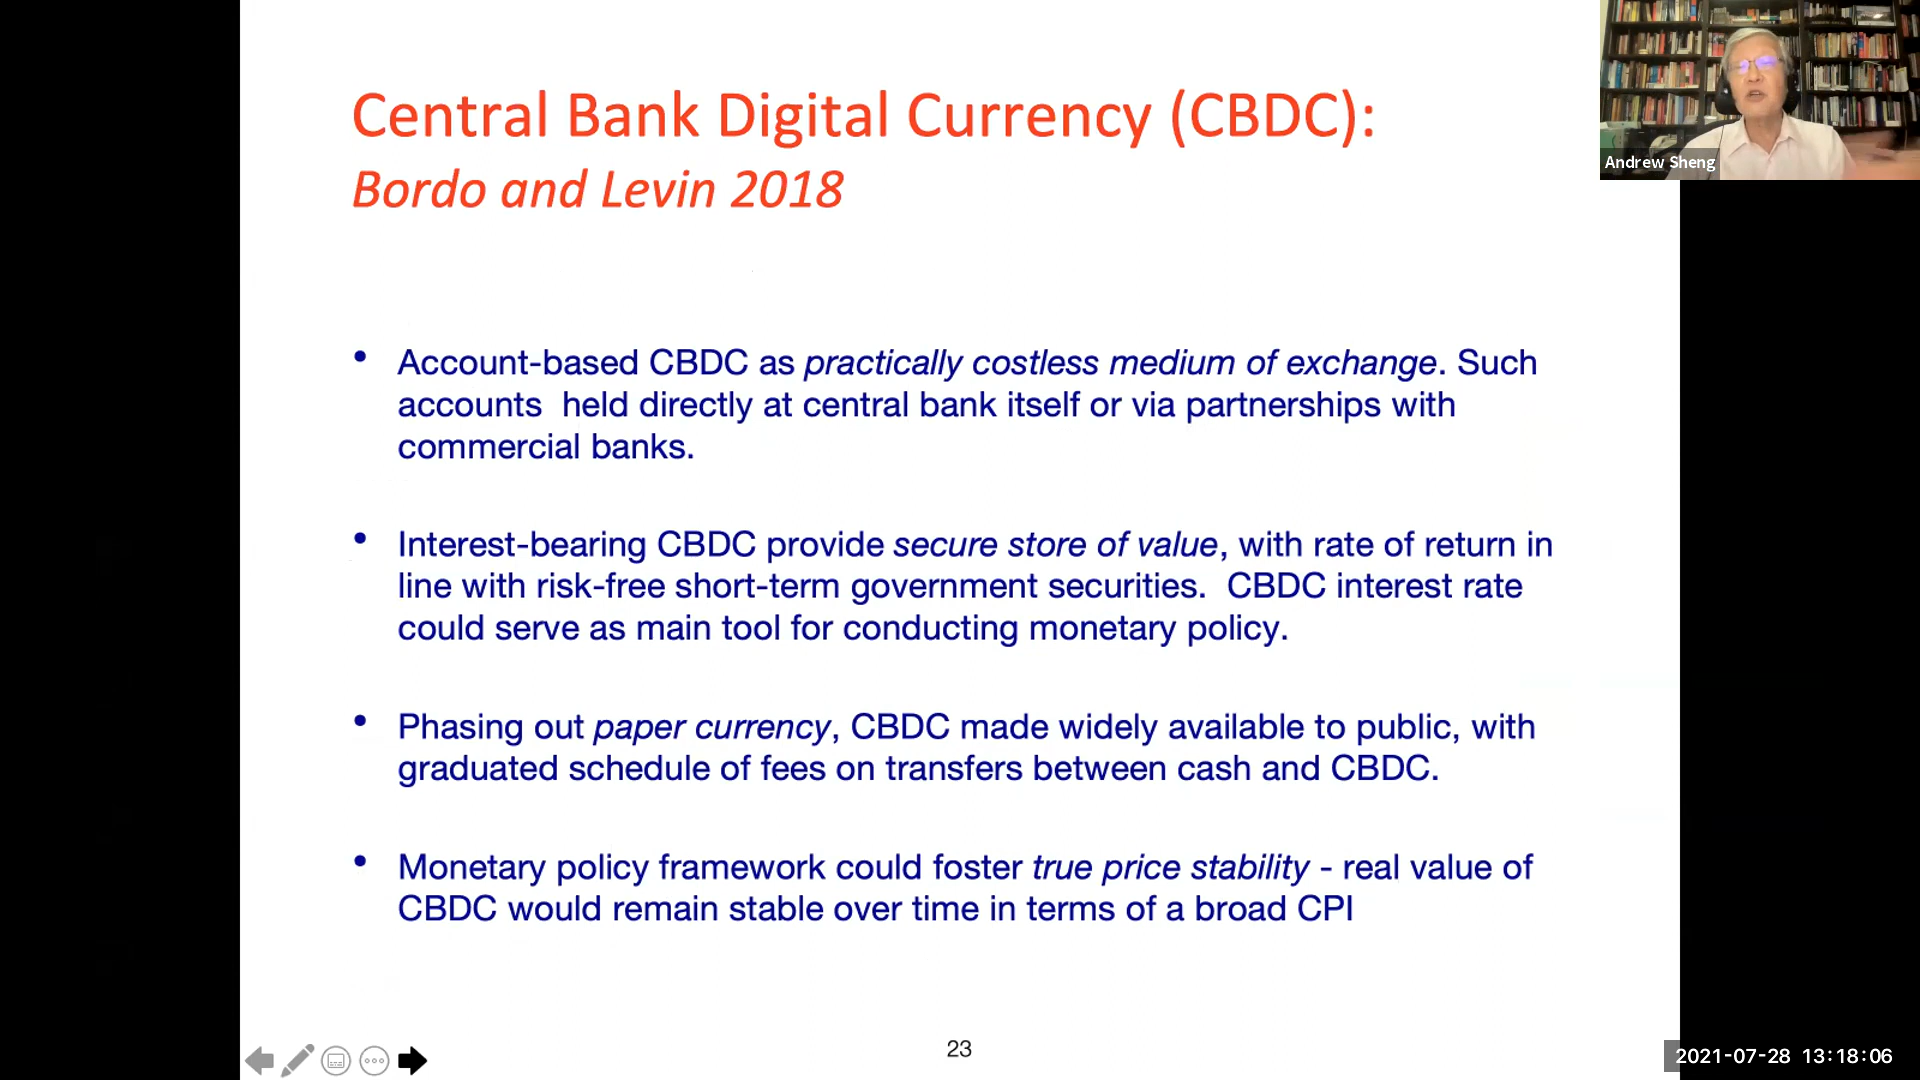 Central Bank Digital Currency (CBDC):
Bordo and Levin 2018
Andrew Sheng
• Account-based CBDC as practically costless medium of exchange. Such
accounts  held directly at central bank itself or via partnerships with
commercial banks.
• Interest-bearing CBDC provide secure store of value, with rate of return in
line with risk-free short-term government securities.  CBDC interest rate
could serve as main tool for conducting monetary policy.
• Phasing out paper currency, CBDC made widely available to public, with
graduated schedule of fees on transfers between cash and CBDC.
• Monetary policy framework could foster true price stability - real value of
CBDC would remain stable over time in terms of a broad CPI
23
2021-07-28 13:18:06